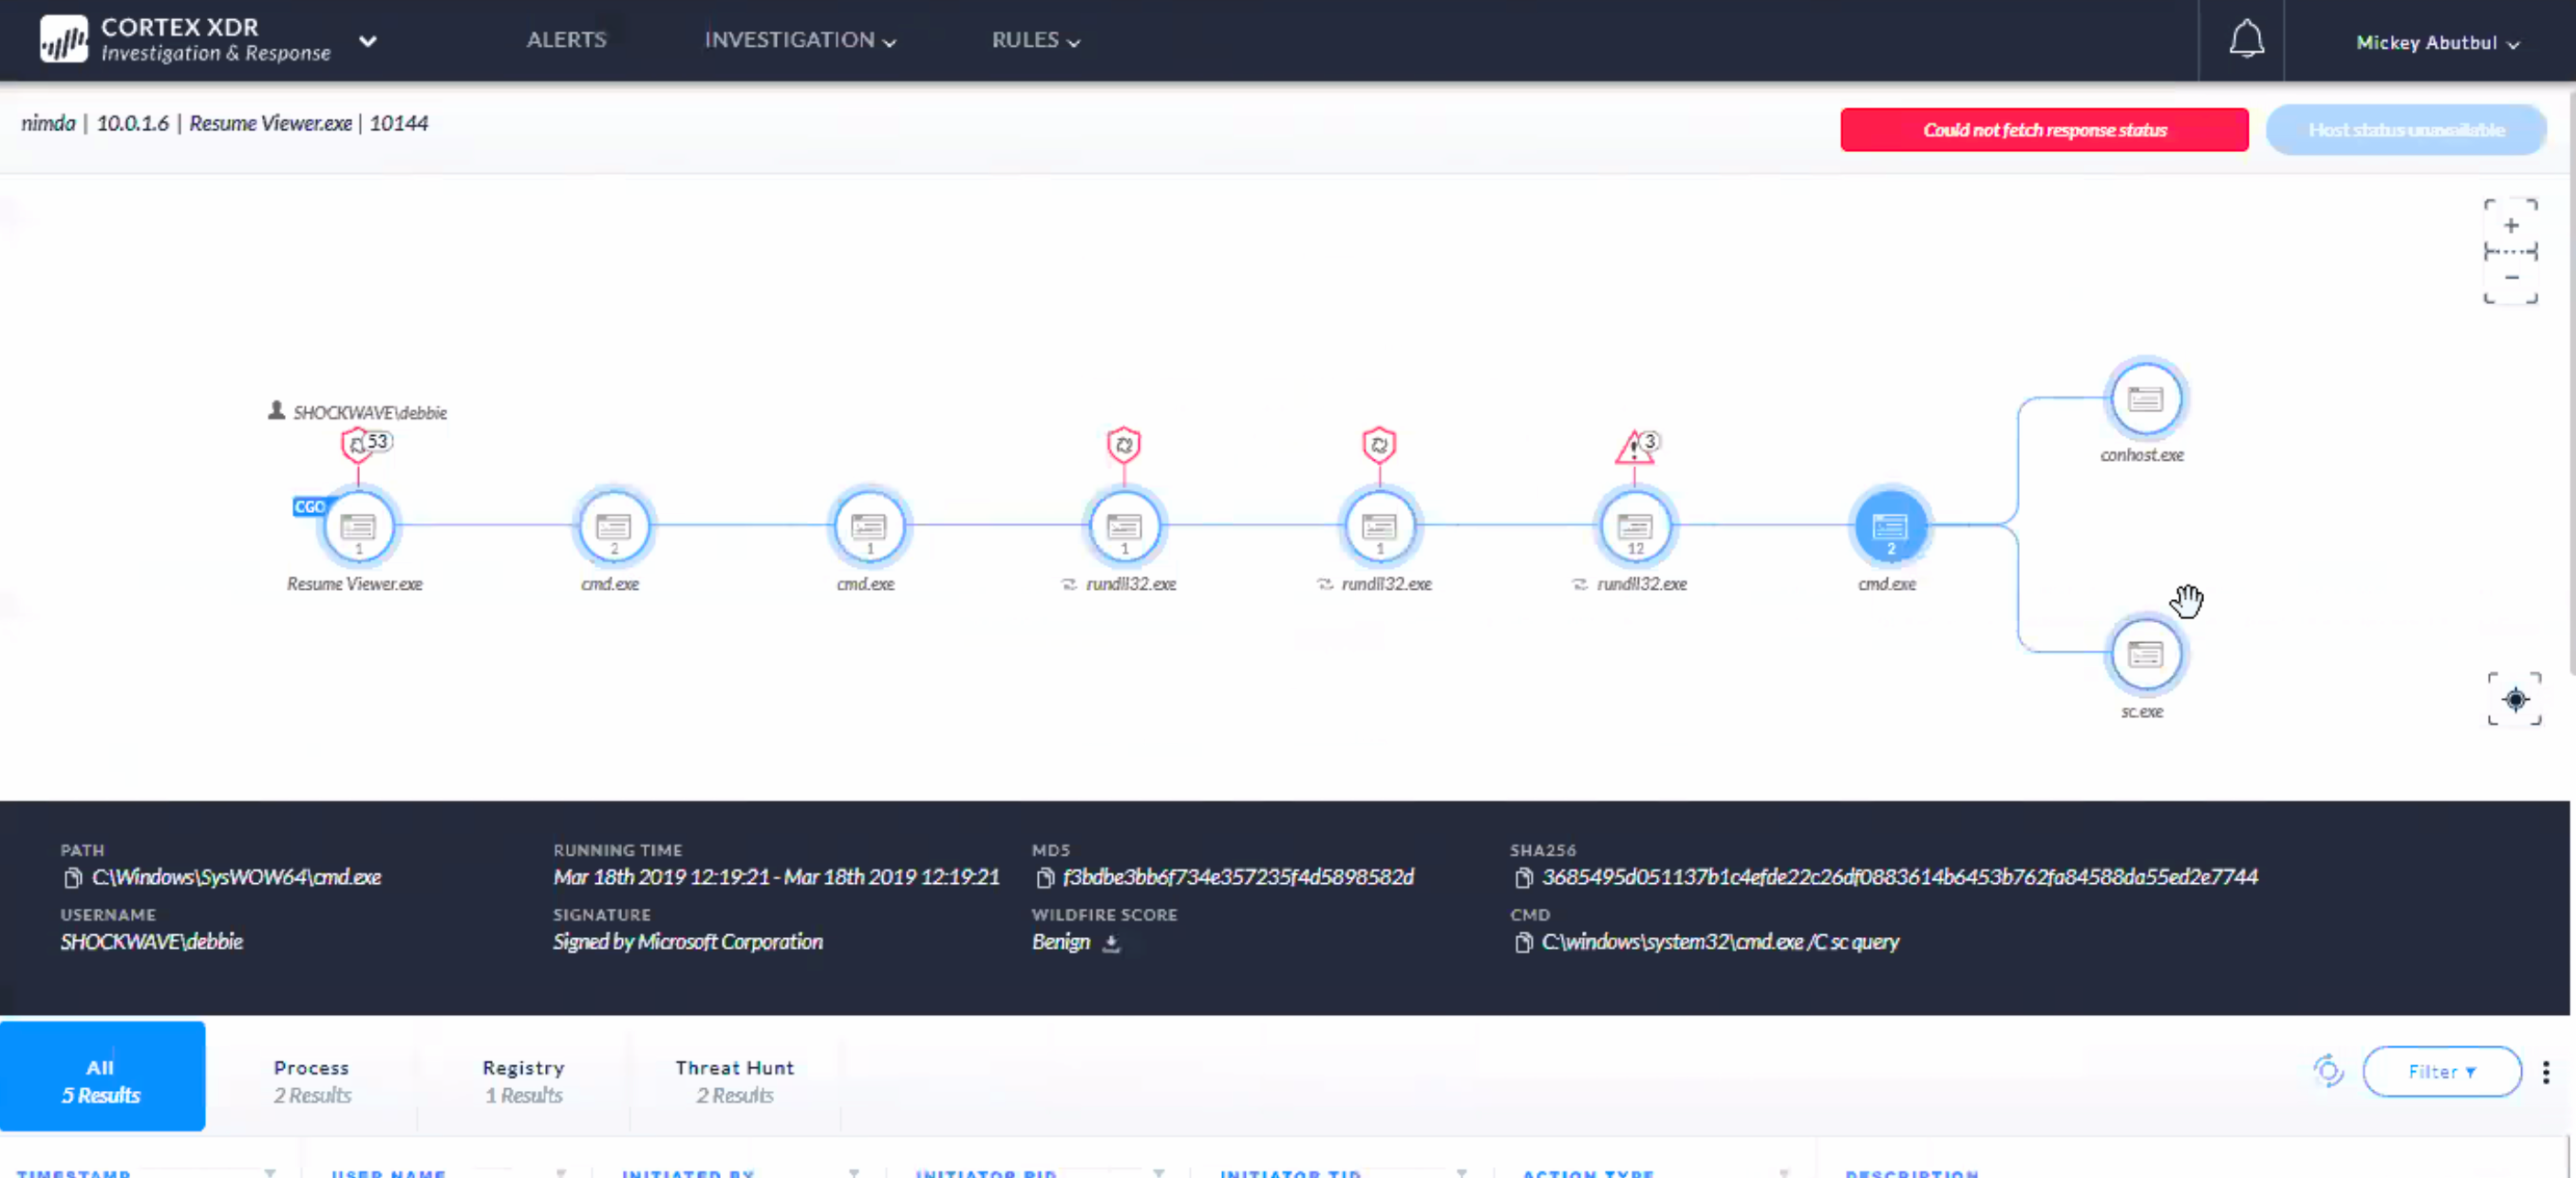 CORTEX XDR
Investigation & Response
ALERTS
INVESTIGATION
RULES
Mickey Abutbul
nimda | 10.0.1.6 | Resume Viewer.exe | 10144
Could not fetch response status
Host status unavailable
SHOCKWAVE\debbie
53
3
CGO
1
2
1
1
1
12
2
Resume Viewer.exe
cmd.exe
cmd.exe
rundll32.exe
rundll32.exe
rundll32.exe
cmd.exe
conhost.exe
sc.exe
PATH
C:\Windows\SysWOW64\cmd.exe
RUNNING TIME
Mar 18th 2019 12:19:21 - Mar 18th 2019 12:19:21
MD5
f3bdbe3bb6f734e357235f4d5898582d
SHA256
3685495d051137b1c4efde22c26df0883614b6453b762fa84588da55ed2e7744
USERNAME
SHOCKWAVE\debbie
SIGNATURE
Signed by Microsoft Corporation
WILDFIRE SCORE
Benign
CMD
C:\windows\system32\cmd.exe /C sc query
All
5 Results
Process
2 Results
Registry
1 Results
Threat Hunt
2 Results
Filter
TIMESTAMP
USER NAME
INITIATED BY
INITIATOR PID
INITIATOR TID
ACTION TYPE
DESCRIPTION